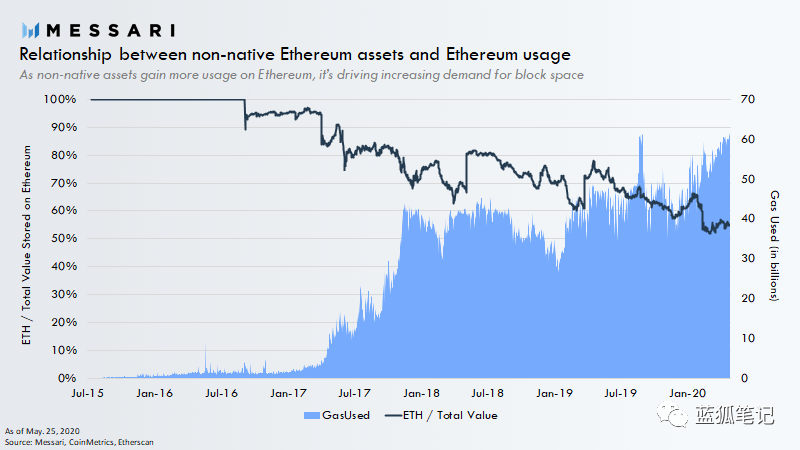 MESSARI
Relationship between non-native Ethereum assets and Ethereum usage
As non-native assets gain more usage on Ethereum, it's driving increasing demand for block space
100%
90%
80%
70%
60%
50%
40%
30%
20%
10%
0%
ETH / Total Value Stored on Ethereum
70
60
50
40
30
20
10
0
Gas Used (in billions)
Jul-15 Jan-16 Jul-16 Jan-17 Jul-17 Jan-18 Jul-18 Jan-19 Jul-19 Jan-20
GasUsed ETH / Total Value
蓝狐笔记
As of May. 25, 2020
Source: Messari, CoinMetrics, Etherscan